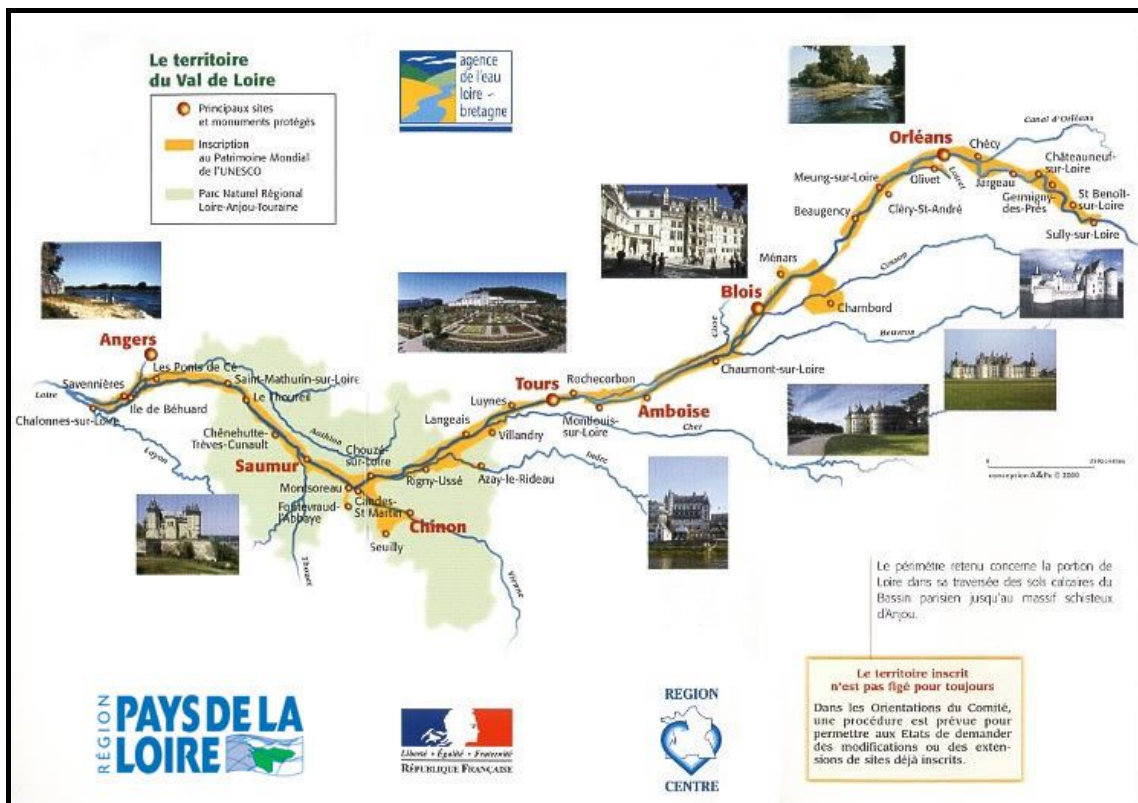 Le territoire
du Val de Loire
Principaux sites
et monuments protégés
Inscription
au Patrimoine Mondial
de l'UNESCO
Parc Naturel Régional
Loire-Anjou-Touraine
agence
de l'eau
loire ~
bretagne
Canal d'Orléans
Orléans
Chécy
Châteauneuf-
sur-Loire
Meung-sur-Loire
Olivet
Loiret
Jargeau
Germigny-
des-Prés
St Benoît-
sur-Loire
Beaugency
Cléry-St-André
Sully-sur-Loire
Ménars
Cosson
Blois
Chambord
Cisse
Beuvron
Chaumont-sur-Loire
Angers
Les Ponts de Cé
Savennières
Saint-Mathurin-sur-Loire
Loire
Ile de Béhuard
Le Thoureil
Chalonnes-sur-Loire
Tours
Rochecorbon
Luynes
Amboise
Langeais
Montlouis-
sur-Loire
Villandry
Cher
Chênehutte-
Trèves-Cunault
Authion
Layon
Chouzé-
sur-Loire
Saumur
Indre
Rigny-Ussé
Azay-le-Rideau
Montsoreau
Candes-
St Martin
Fontevraud-
l'Abbaye
Chinon
Seuilly
Thouet
Vienne
conception A&Pe © 2000
Le périmètre retenu concerne la portion de
Loire dans sa traversée des sols calcaires du
Bassin parisien jusqu'au massif schisteux
d'Anjou.
Le territoire inscrit
n'est pas figé pour toujours
Dans les Orientations du Comité,
une procédure est prévue pour
permettre aux Etats de demander
des modifications ou des exten-
sions de sites déjà inscrits.
RÉGION
PAYS DE LA
LOIRE
Liberté • Égalité • Fraternité
RÉPUBLIQUE FRANÇAISE
REGION
CENTRE